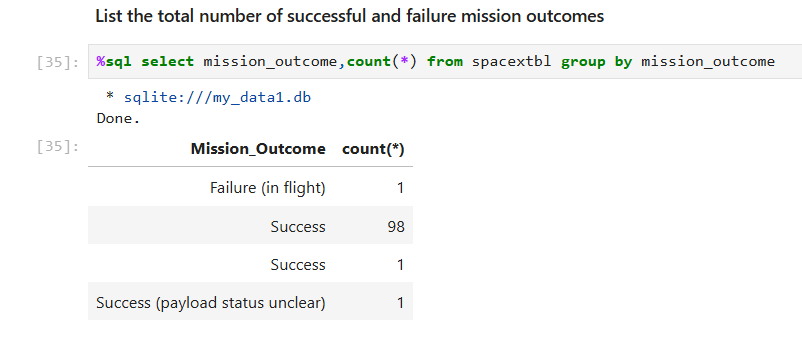 List the total number of successful and failure mission outcomes
[35]: %sql select mission_outcome,count(*) from spacextbl group by mission_outcome
* sqlite:///my_data1.db
Done.
[35]: Mission_Outcome count(*)
Failure (in flight) 1
Success 98
Success 1
Success (payload status unclear) 1